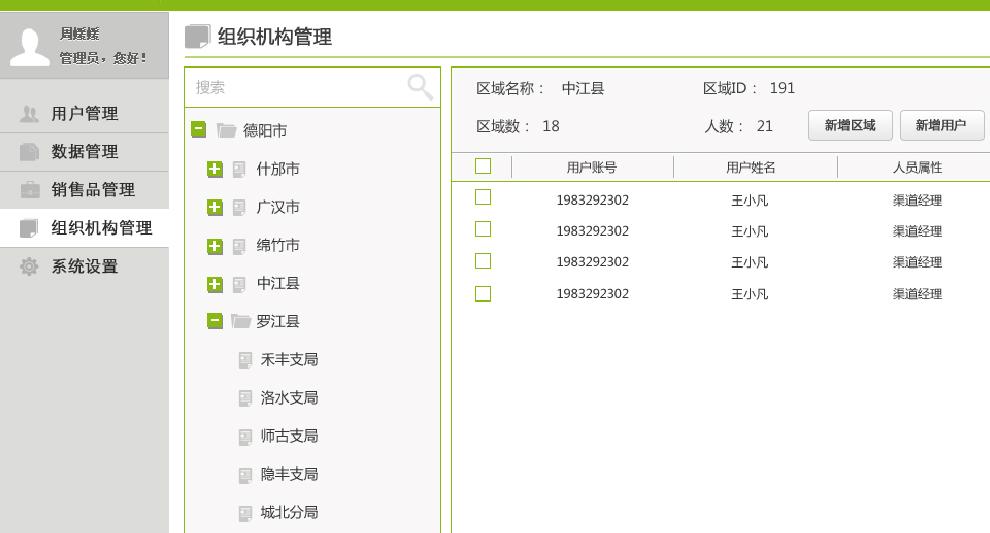 周媛媛
管理员，您好！
用户管理
数据管理
销售品管理
组织机构管理
系统设置
组织机构管理
搜索
德阳市
什邡市
广汉市
绵竹市
中江县
罗江县
禾丰支局
洛水支局
师古支局
隐丰支局
城北分局
区域名称： 中江县 区域ID： 191
区域数： 18 人数： 21 新增区域 新增用户
用户账号 用户姓名 人员属性
1983292302 王小凡 渠道经理
1983292302 王小凡 渠道经理
1983292302 王小凡 渠道经理
1983292302 王小凡 渠道经理